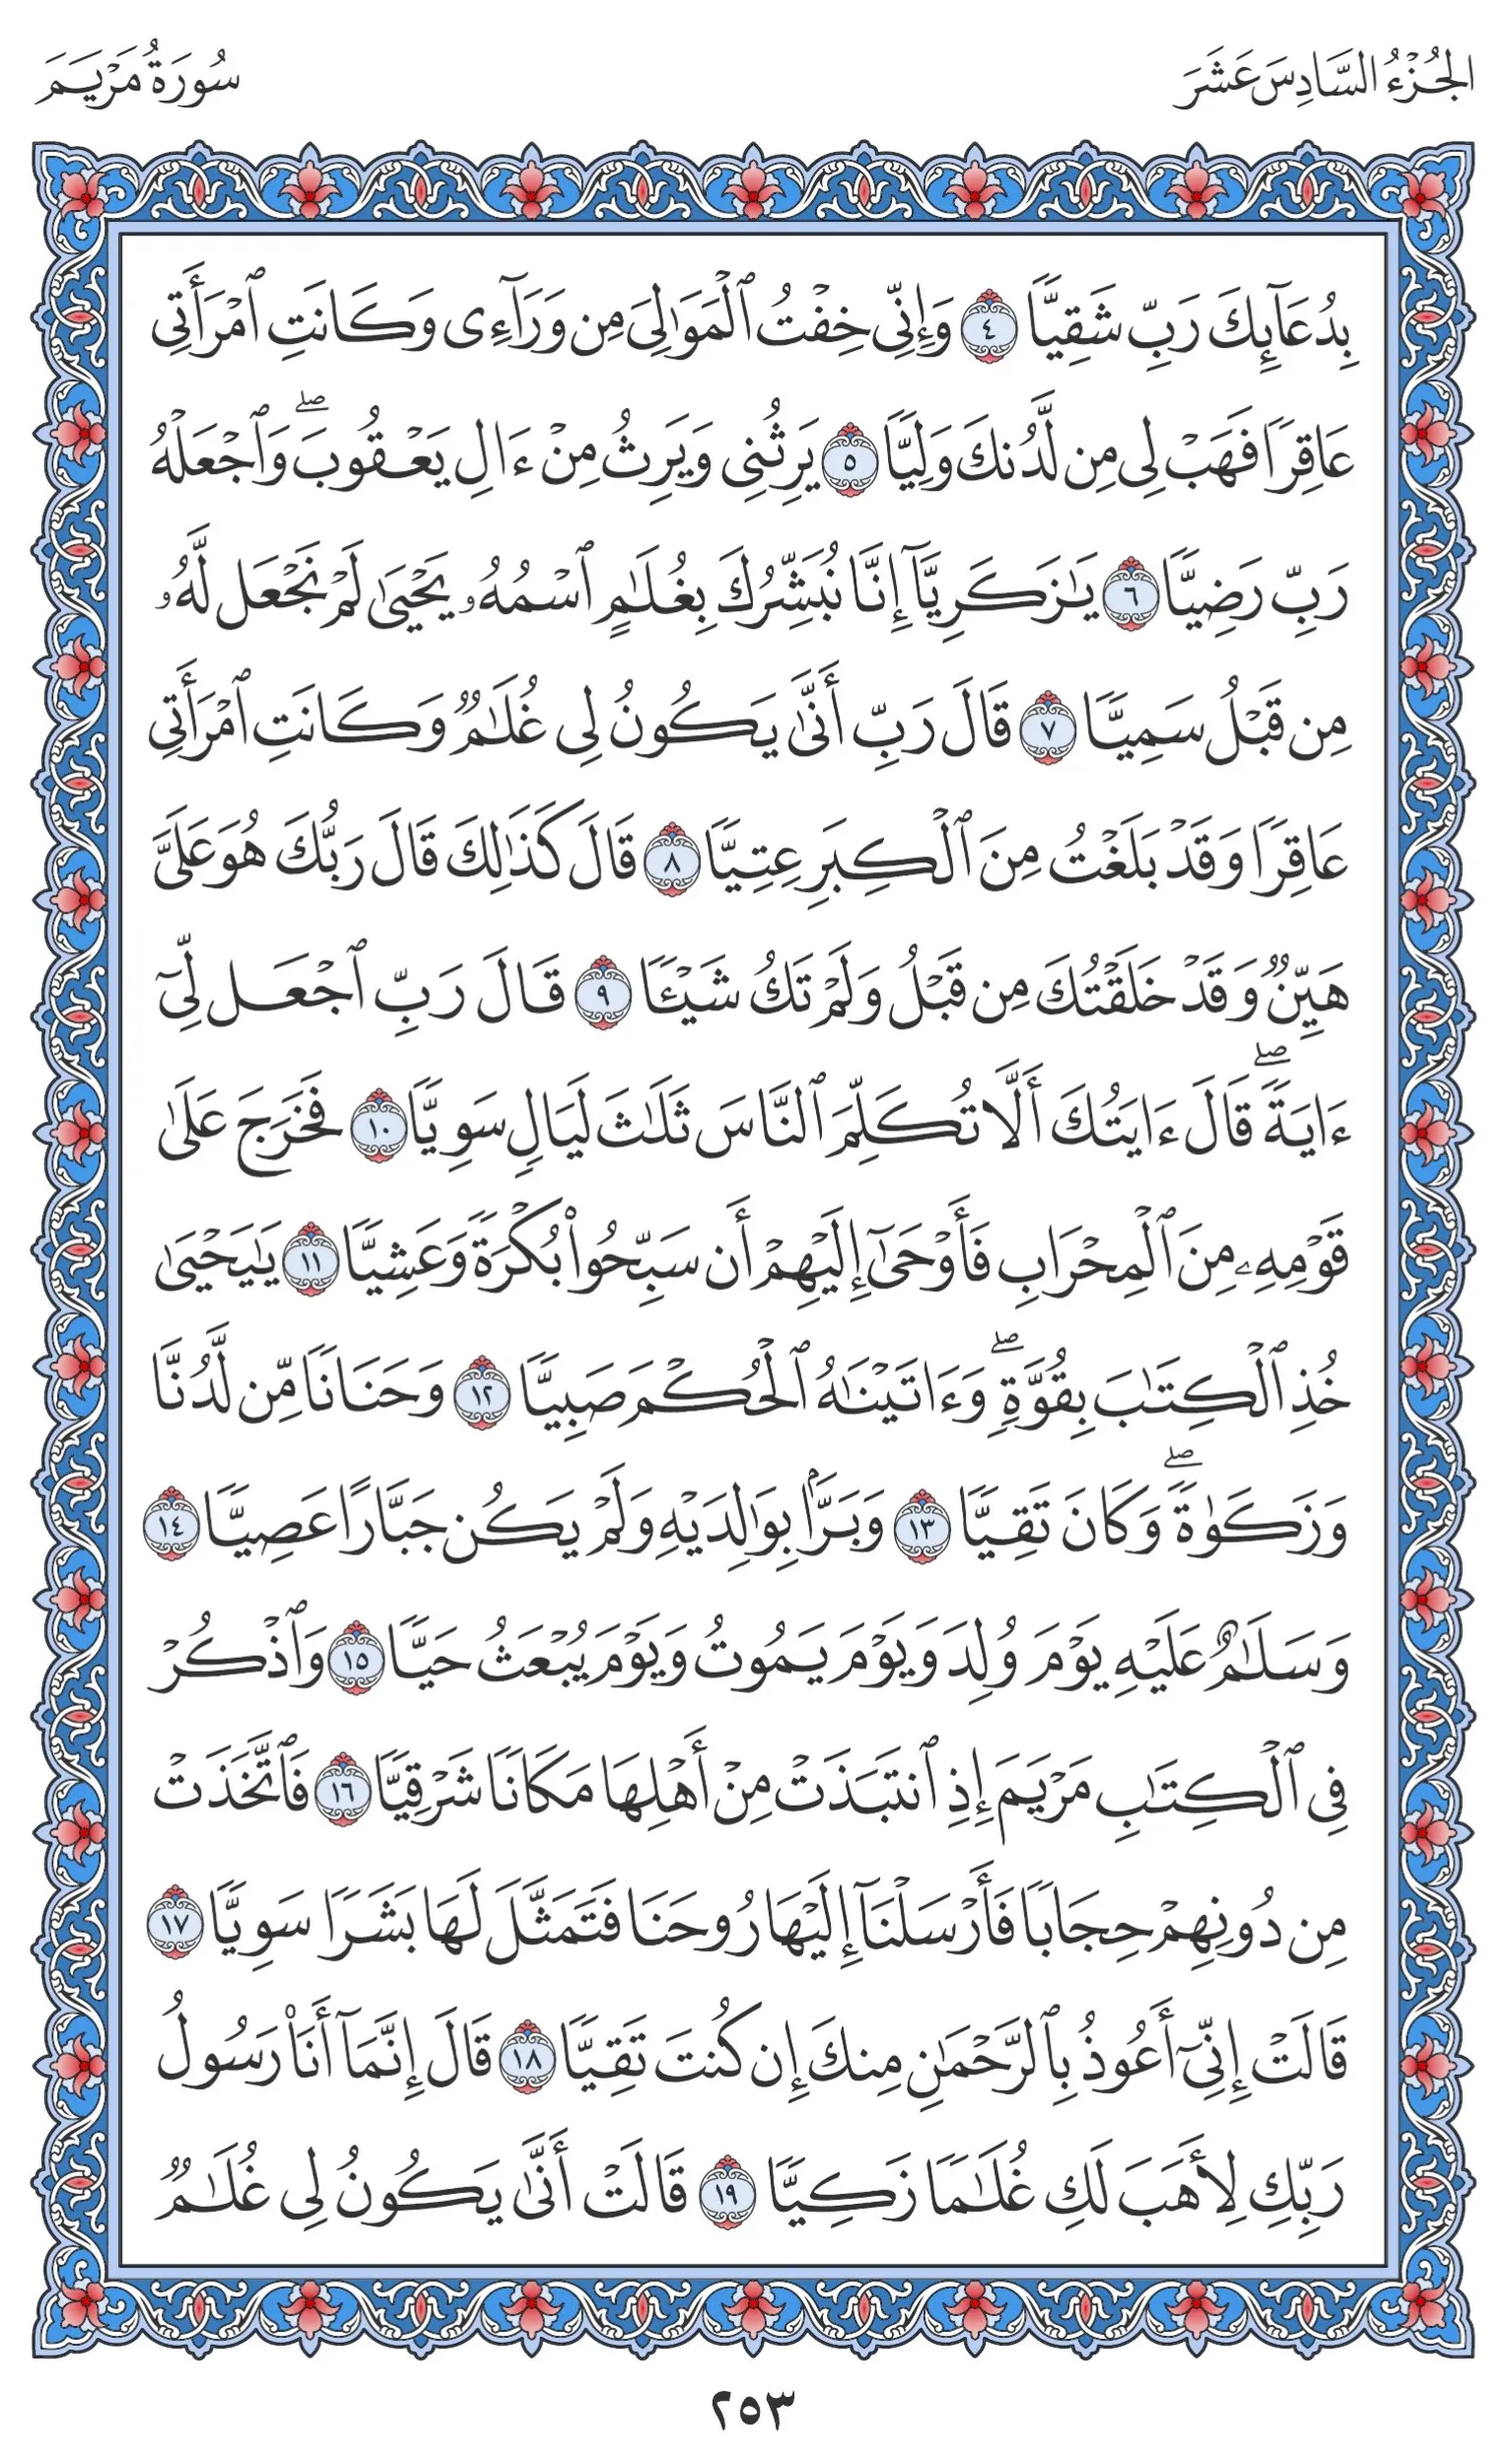 الجُزْءُ السَّادِسَ عَشَرَ
سُورَةُ مَرْيَمَ
بِدُعَآئِكَ رَبِّ شَقِيّٗا ٤ وَإِنِّي خِفۡتُ ٱلۡمَوَٰلِيَ مِن وَرَآءِي وَكَانَتِ ٱمۡرَأَتِي
عَاقِرٗا فَهَبۡ لِي مِن لَّدُنكَ وَلِيّٗا ٥ يَرِثُنِي وَيَرِثُ مِنۡ ءَالِ يَعۡقُوبَۖ وَٱجۡعَلۡهُ
رَبِّ رَضِيّٗا ٦ يَٰزَكَرِيَّآ إِنَّا نُبَشِّرُكَ بِغُلَٰمٍ ٱسۡمُهُۥ يَحۡيَىٰ لَمۡ نَجۡعَل لَّهُۥ
مِن قَبۡلُ سَمِيّٗا ٧ قَالَ رَبِّ أَنَّىٰ يَكُونُ لِي غُلَٰمٞ وَكَانَتِ ٱمۡرَأَتِي
عَاقِرٗا وَقَدۡ بَلَغۡتُ مِنَ ٱلۡكِبَرِ عِتِيّٗا ٨ قَالَ كَذَٰلِكَ قَالَ رَبُّكَ هُوَ عَلَيَّ
هَيِّنٞ وَقَدۡ خَلَقۡتُكَ مِن قَبۡلُ وَلَمۡ تَكُ شَيۡـٔٗا ٩ قَالَ رَبِّ ٱجۡعَل لِّيٓ
ءَايَةٗۖ قَالَ ءَايَتُكَ أَلَّا تُكَلِّمَ ٱلنَّاسَ ثَلَٰثَ لَيَالٖ سَوِيّٗا ١٠ فَخَرَجَ عَلَىٰ
قَوۡمِهِۦ مِنَ ٱلۡمِحۡرَابِ فَأَوۡحَىٰٓ إِلَيۡهِمۡ أَن سَبِّحُواْ بُكۡرَةٗ وَعَشِيّٗا ١١ يَٰيَحۡيَىٰ
خُذِ ٱلۡكِتَٰبَ بِقُوَّةٖۖ وَءَاتَيۡنَٰهُ ٱلۡحُكۡمَ صَبِيّٗا ١٢ وَحَنَانٗا مِّن لَّدُنَّا
وَزَكَوٰةٗۖ وَكَانَ تَقِيّٗا ١٣ وَبَرَّۢا بِوَٰلِدَيۡهِ وَلَمۡ يَكُن جَبَّارًا عَصِيّٗا ١٤
وَسَلَٰمٌ عَلَيۡهِ يَوۡمَ وُلِدَ وَيَوۡمَ يَمُوتُ وَيَوۡمَ يُبۡعَثُ حَيّٗا ١٥ وَٱذۡكُرۡ
فِي ٱلۡكِتَٰبِ مَرۡيَمَ إِذِ ٱنتَبَذَتۡ مِنۡ أَهۡلِهَا مَكَانٗا شَرۡقِيّٗا ١٦ فَٱتَّخَذَتۡ
مِن دُونِهِمۡ حِجَابٗا فَأَرۡسَلۡنَآ إِلَيۡهَا رُوحَنَا فَتَمَثَّلَ لَهَا بَشَرٗا سَوِيّٗا ١٧
قَالَتۡ إِنِّيٓ أَعُوذُ بِٱلرَّحۡمَٰنِ مِنكَ إِن كُنتَ تَقِيّٗا ١٨ قَالَ إِنَّمَآ أَنَا۠ رَسُولُ
رَبِّكِ لِأَهَبَ لَكِ غُلَٰمٗا زَكِيّٗا ١٩ قَالَتۡ أَنَّىٰ يَكُونُ لِي غُلَٰمٞ
٢٥٣